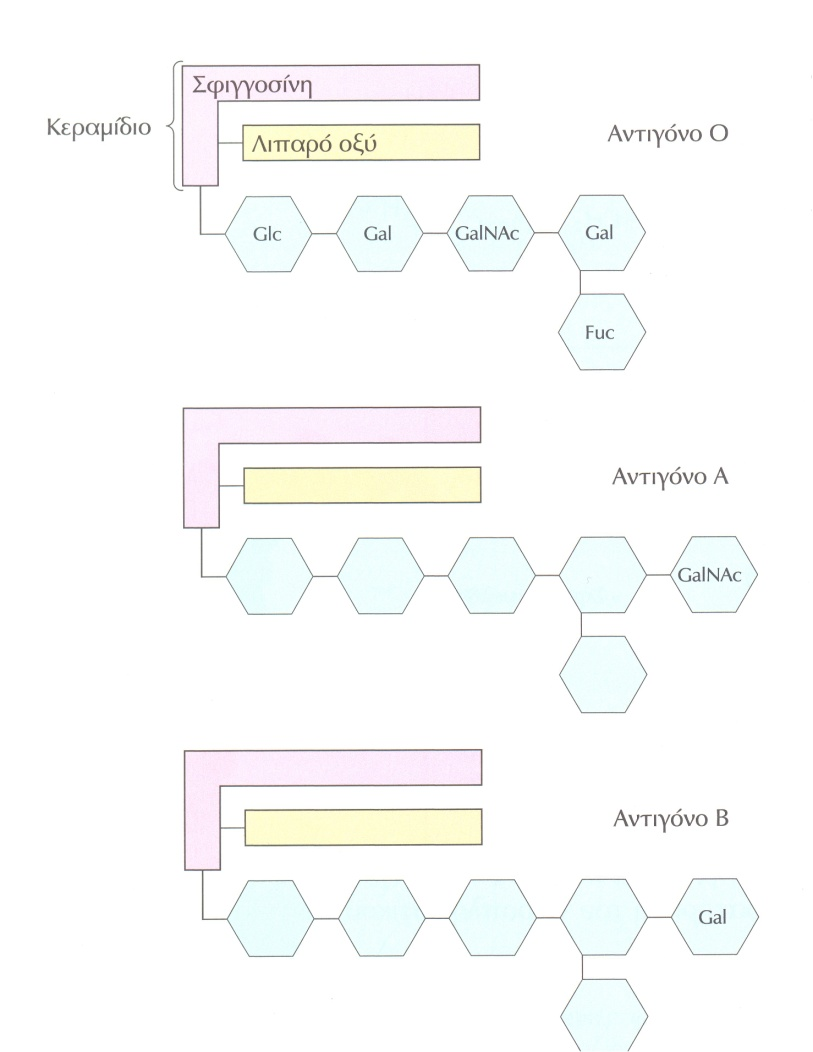 Σφιγγοσίνη
Κεραμίδιο
Λιπαρό οξύ
Αντιγόνο Ο
Glc Gal GalNAc Gal
Fuc
Αντιγόνο Α
GalNAc
Αντιγόνο Β
Gal